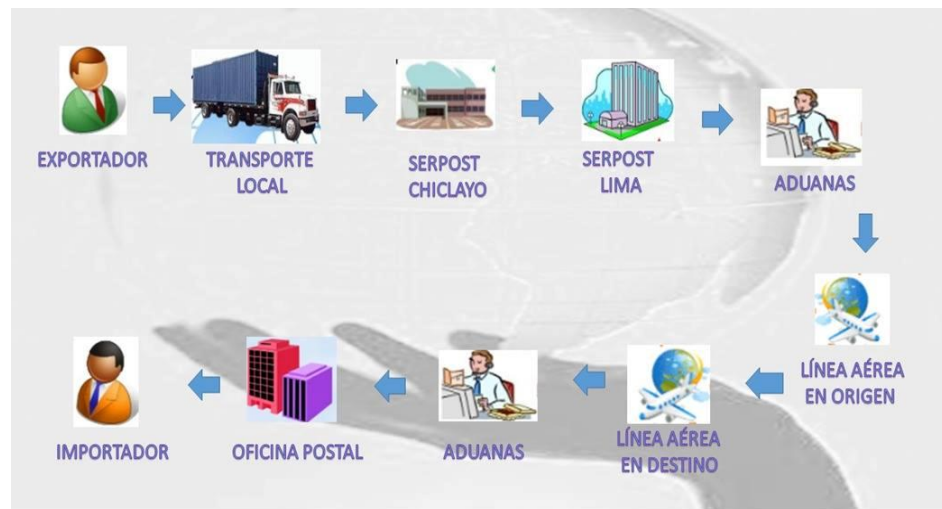 EXPORTADOR
TRANSPORTE
LOCAL
SERPOST
CHICLAYO
SERPOST
LIMA
ADUANAS
LÍNEA AÉREA
EN ORIGEN
LÍNEA AÉREA
EN DESTINO
ADUANAS
OFICINA POSTAL
IMPORTADOR